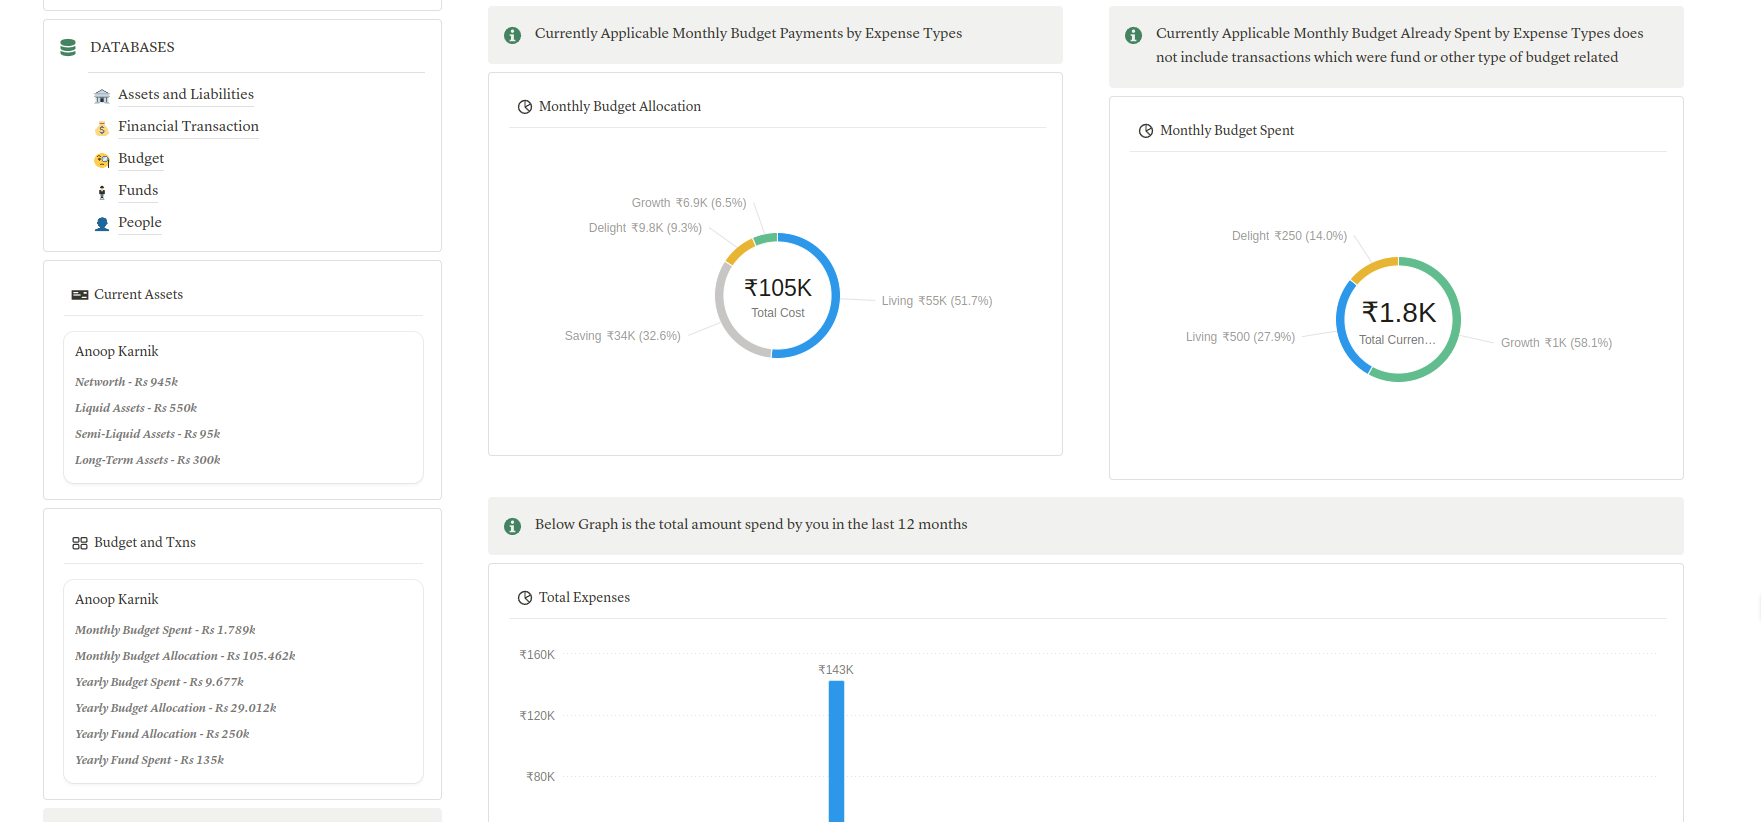 DATABASES
Assets and Liabilities
Financial Transaction
Budget
Funds
People
Current Assets
Anoop Karnik
Networth - Rs 945k
Liquid Assets - Rs 550k
Semi-Liquid Assets - Rs 95k
Long-Term Assets - Rs 300k
Budget and Txns
Anoop Karnik
Monthly Budget Spent - Rs 1.789k
Monthly Budget Allocation - Rs 105.462k
Yearly Budget Spent - Rs 9.677k
Yearly Budget Allocation - Rs 29.012k
Yearly Fund Allocation - Rs 250k
Yearly Fund Spent - Rs 135k
Currently Applicable Monthly Budget Payments by Expense Types
Monthly Budget Allocation
Growth ₹6.9K (6.5%)
Delight ₹9.8K (9.3%)
₹105K
Total Cost
Living ₹55K (51.7%)
Saving ₹34K (32.6%)
Currently Applicable Monthly Budget Already Spent by Expense Types does
not include transactions which were fund or other type of budget related
Monthly Budget Spent
Delight ₹250 (14.0%)
₹1.8K
Total Curren...
Living ₹500 (27.9%)
Growth ₹1K (58.1%)
Below Graph is the total amount spend by you in the last 12 months
Total Expenses
₹160K
₹143K
₹120K
₹80K